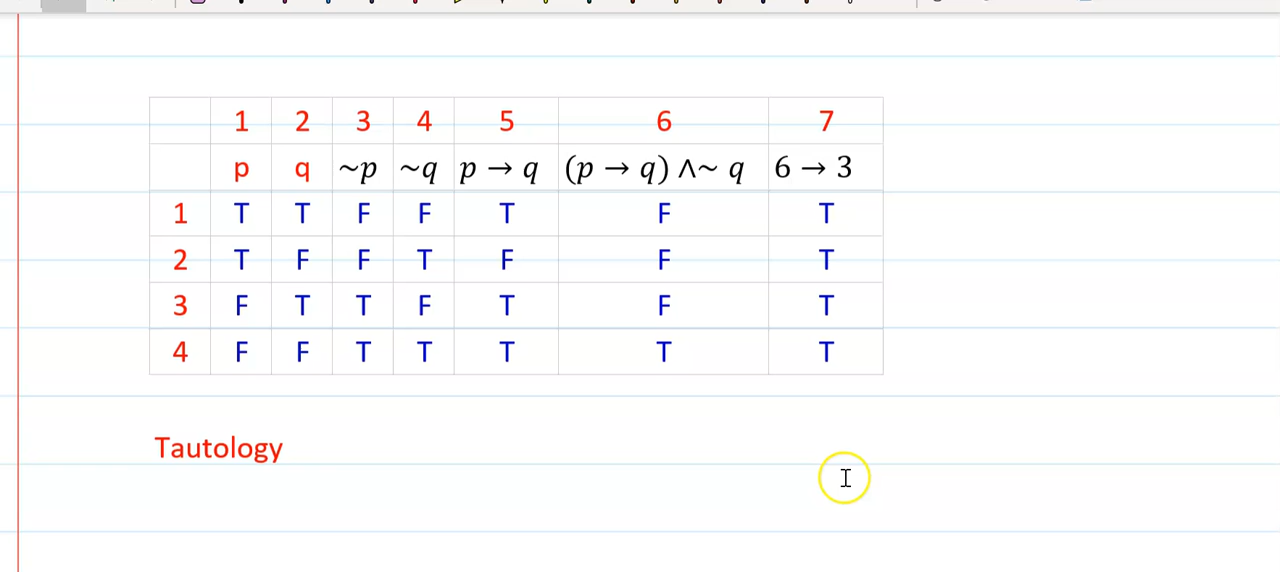 1 2 3 4 5 6 7
p q ~p ~q p → q (p → q) ∧~ q 6 → 3
1 T T F F T F T
2 T F F T F F T
3 F T T F T F T
4 F F T T T T T
Tautology